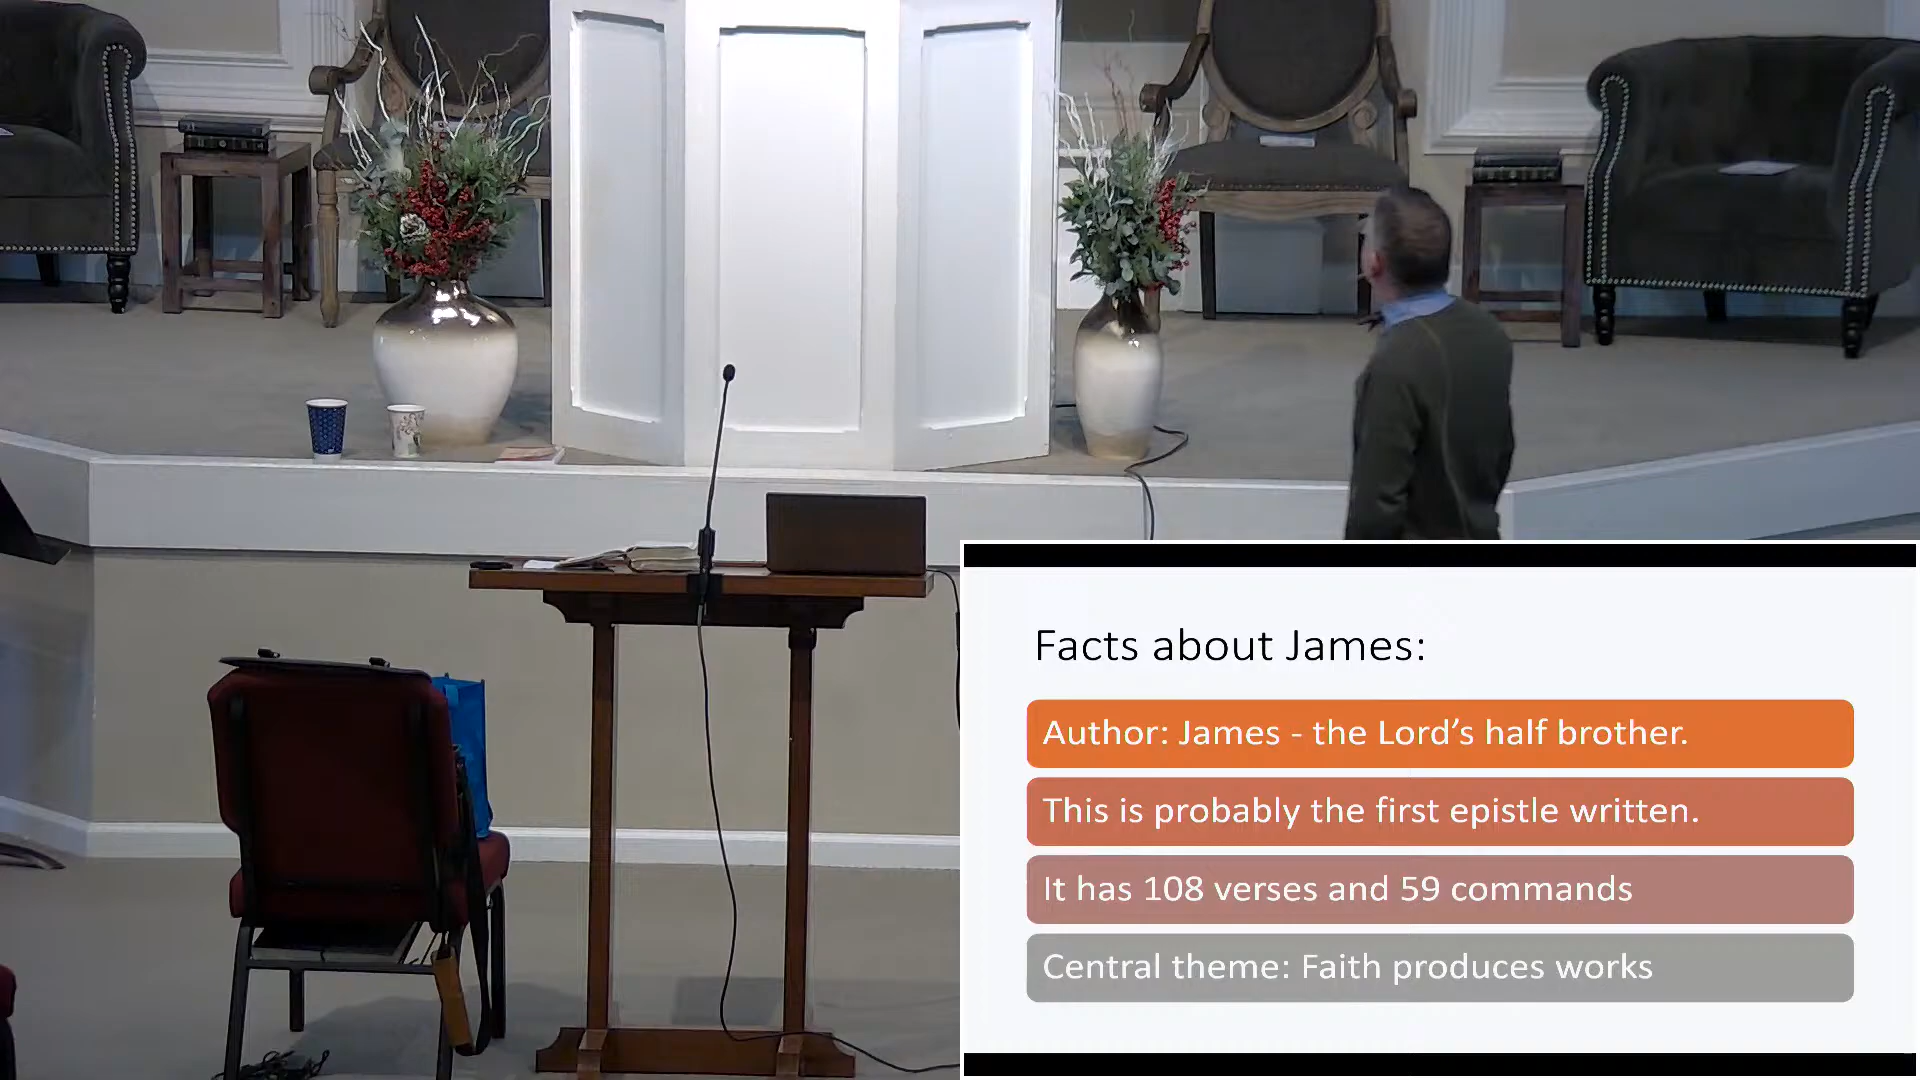 Facts about James:
Author: James - the Lord’s half brother.
This is probably the first epistle written.
It has 108 verses and 59 commands
Central theme: Faith produces works